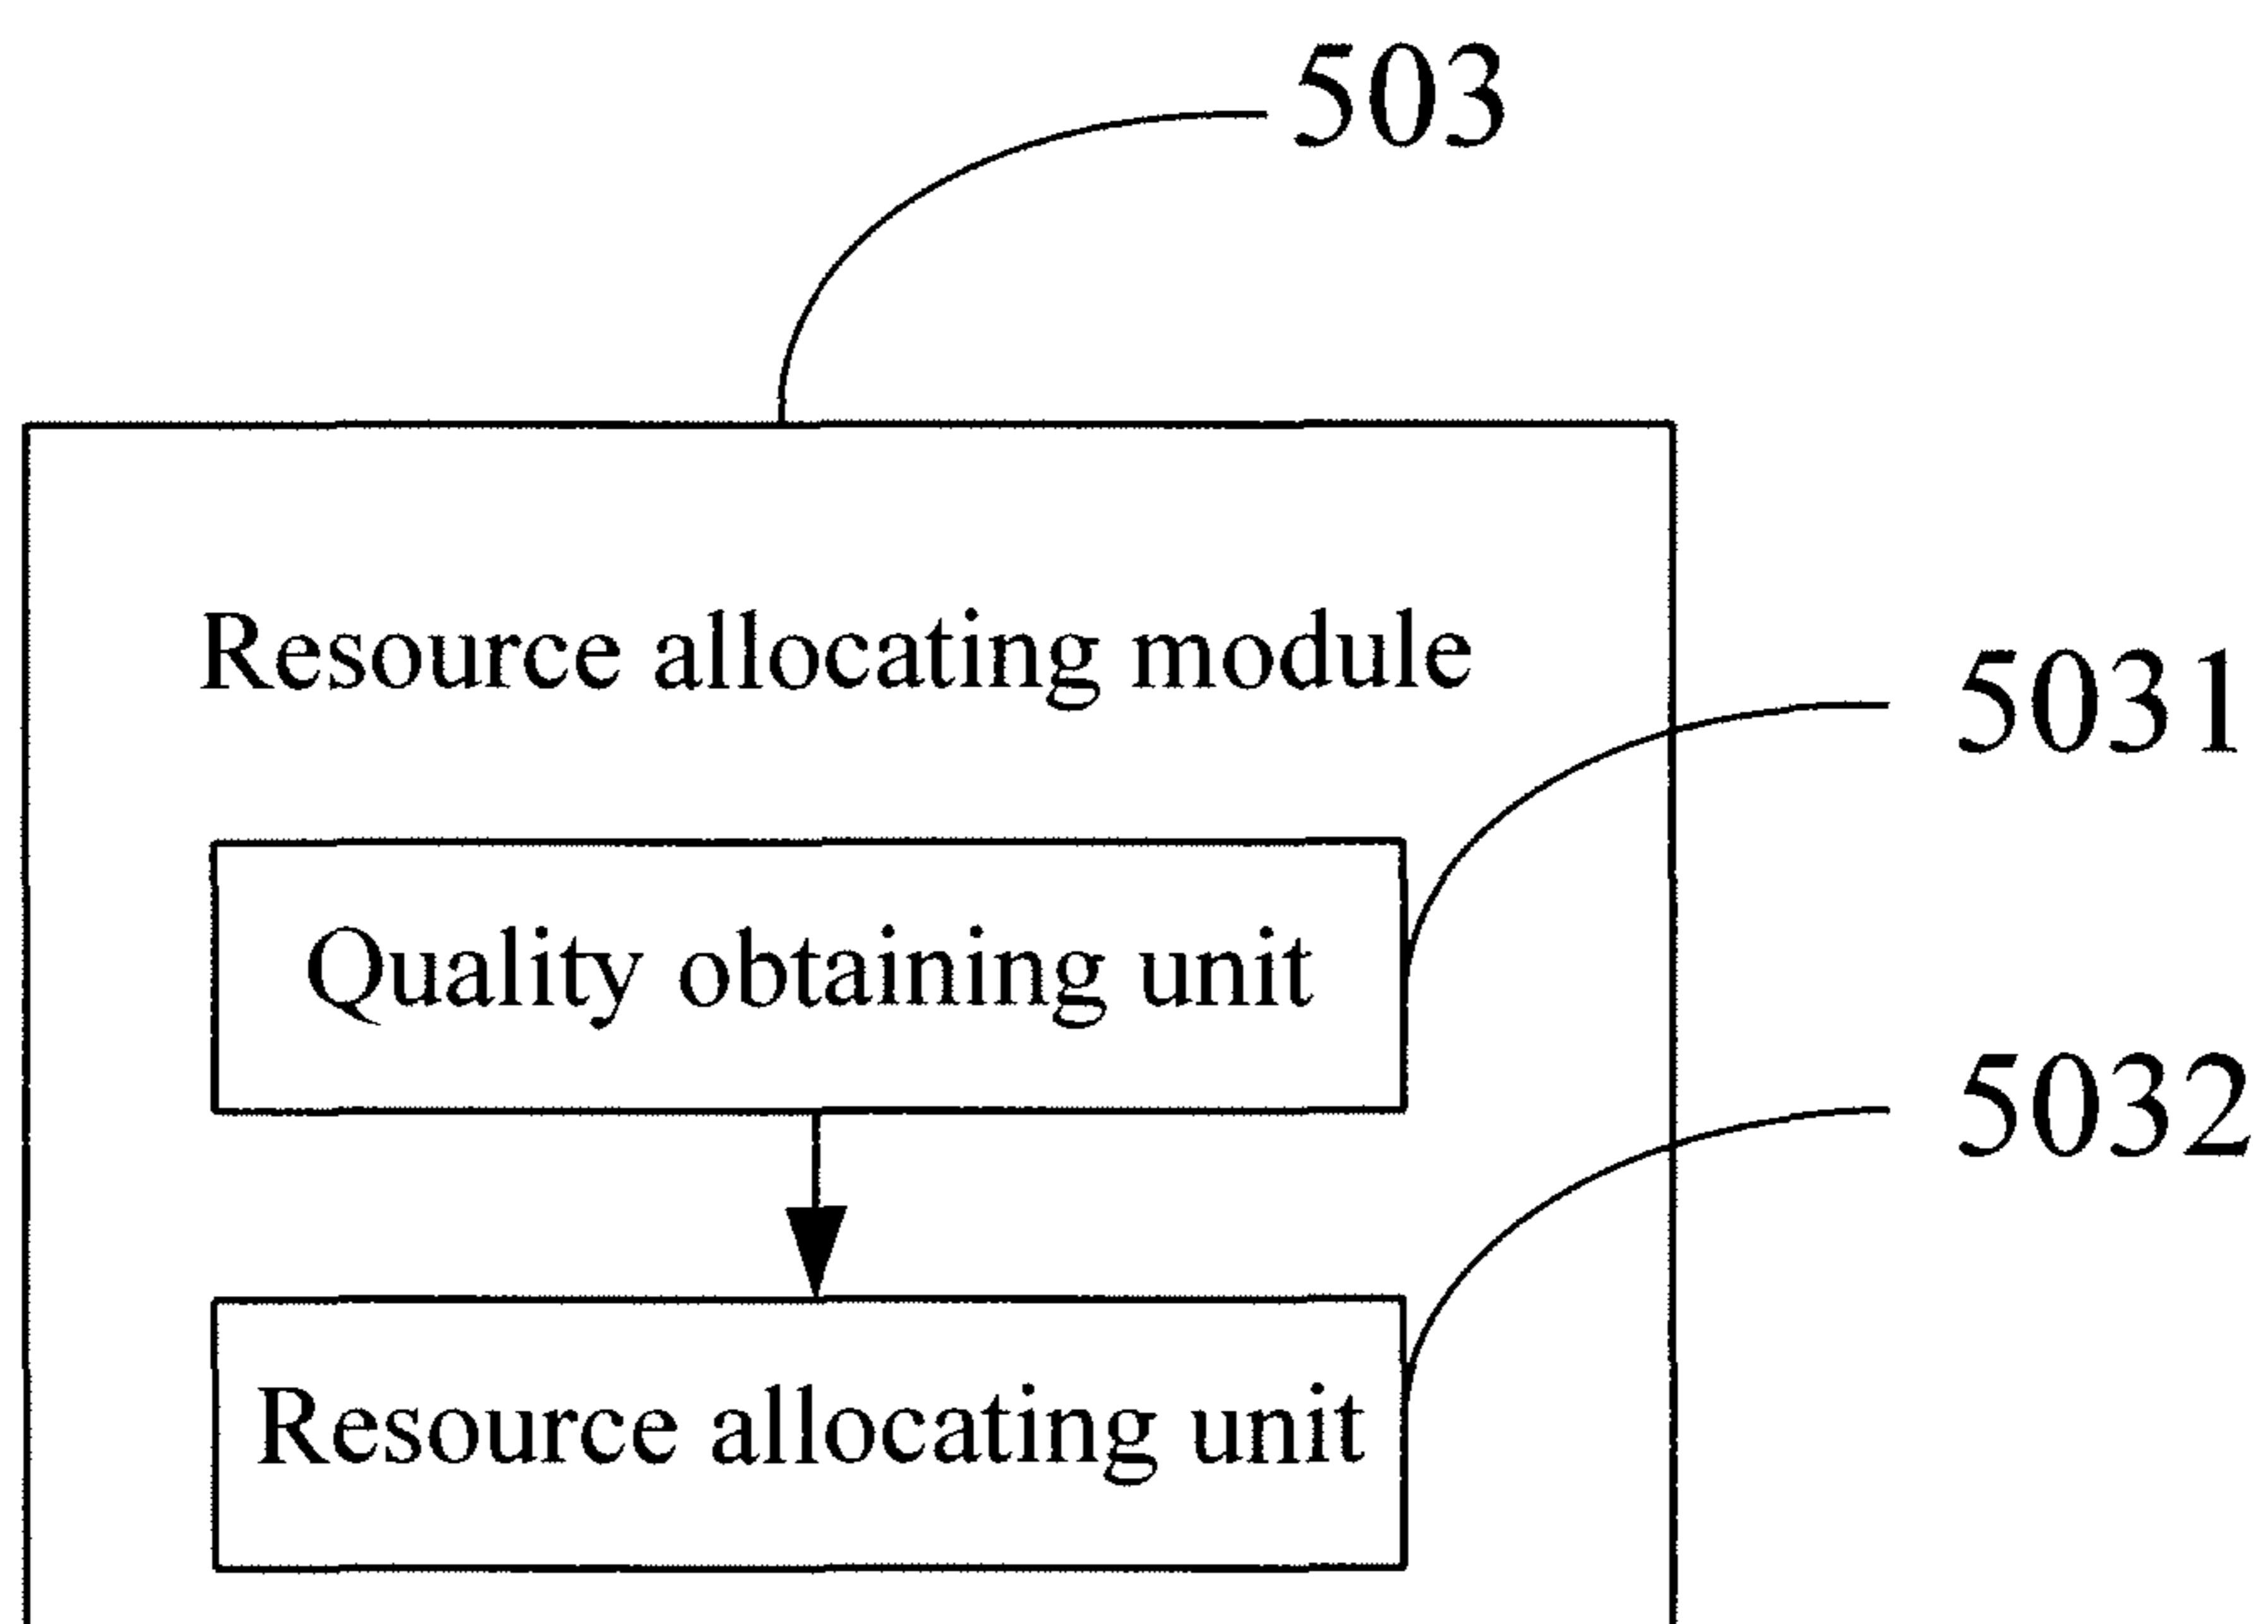 503
Resource allocating module
5031
Quality obtaining unit
5032
Resource allocating unit